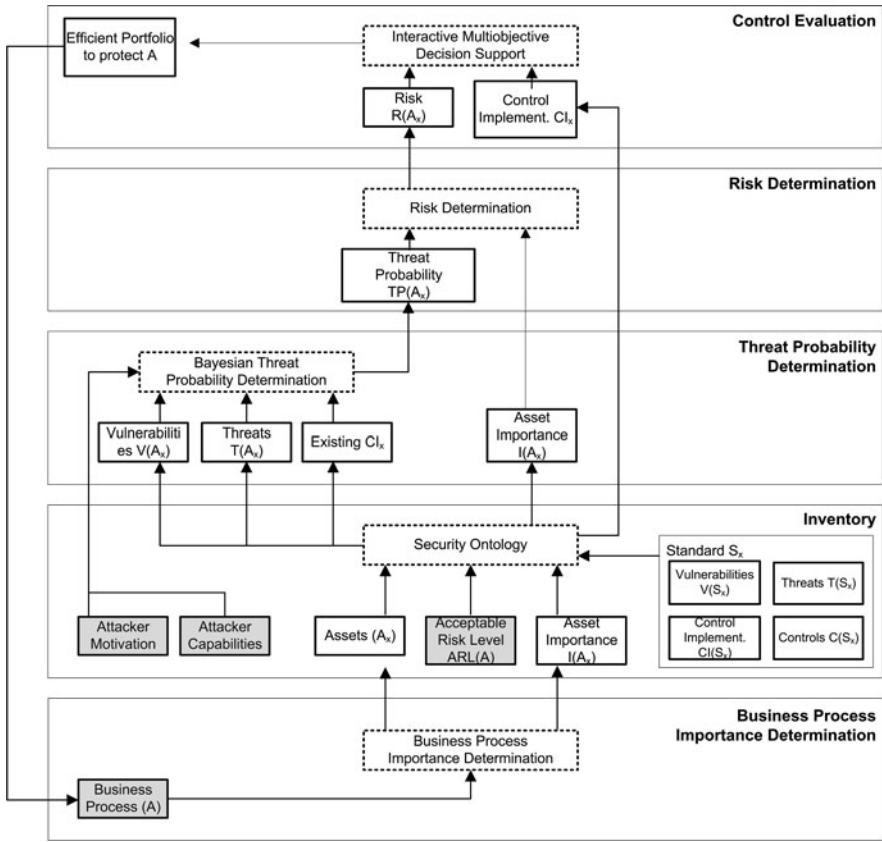 Control Evaluation
Efficient Portfolio
to protect A
Interactive Multiobjective
Decision Support
Risk
R(Aₓ)
Control
Implement. CIₓ
Risk Determination
Risk Determination
Threat
Probability
TP(Aₓ)
Threat Probability
Determination
Bayesian Threat
Probability Determination
Vulnerabiliti
es V(Aₓ)
Threats
T(Aₓ)
Existing CIₓ
Asset
Importance
I(Aₓ)
Inventory
Security Ontology
Standard Sₓ
Vulnerabilities
V(Sₓ)
Threats T(Sₓ)
Control
Implement.
CI(Sₓ)
Controls C(Sₓ)
Attacker
Motivation
Attacker
Capabilities
Assets (Aₓ)
Acceptable
Risk Level
ARL(A)
Asset
Importance
I(Aₓ)
Business Process
Importance Determination
Business Process
Importance Determination
Business
Process (A)